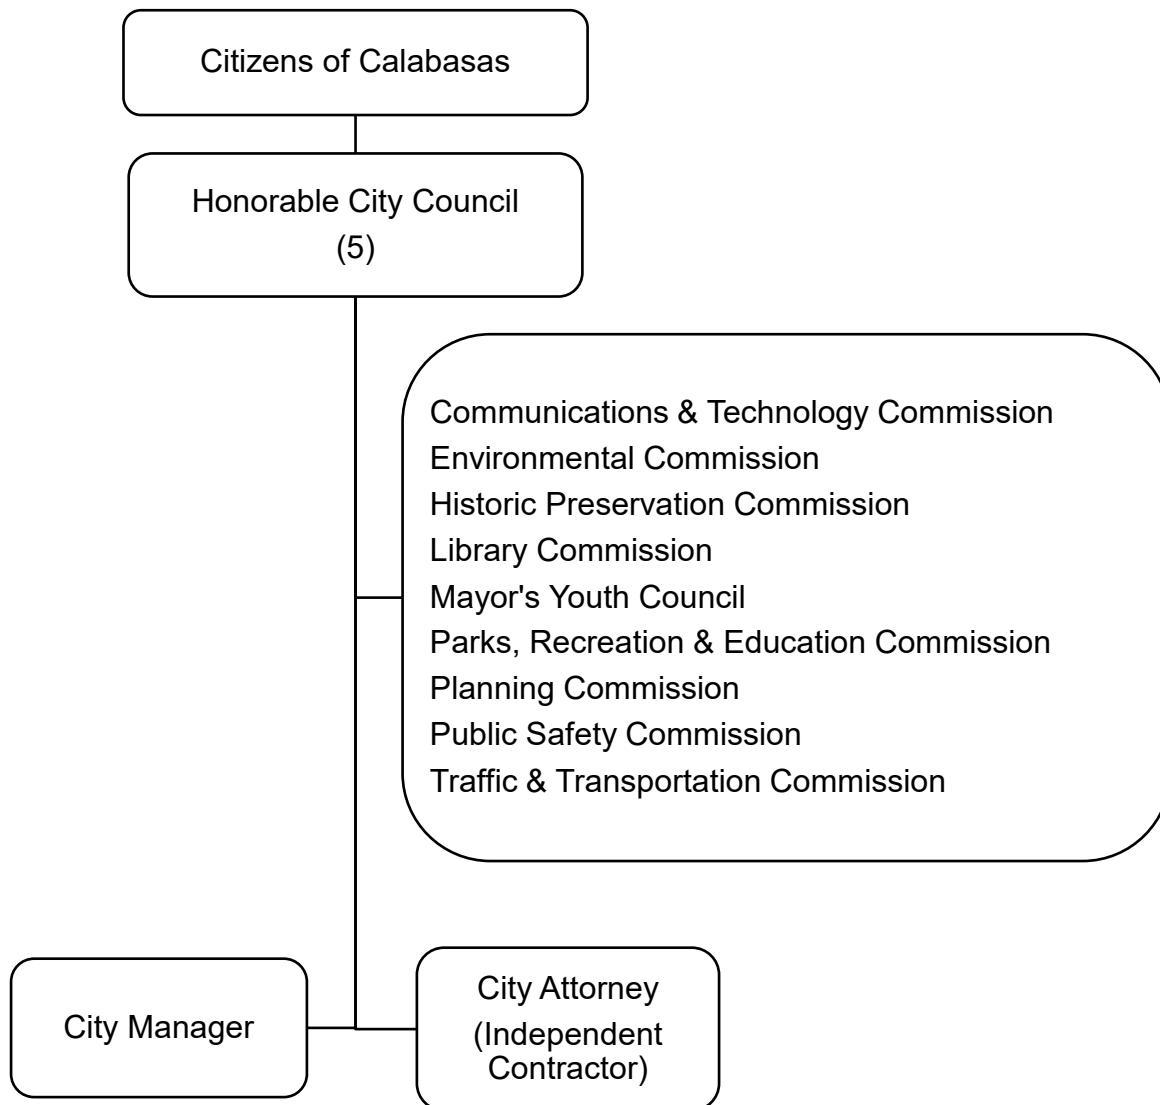 Citizens of Calabasas
Honorable City Council
(5)
Communications & Technology Commission
Environmental Commission
Historic Preservation Commission
Library Commission
Mayor's Youth Council
Parks, Recreation & Education Commission
Planning Commission
Public Safety Commission
Traffic & Transportation Commission
City Manager
City Attorney
(Independent
Contractor)